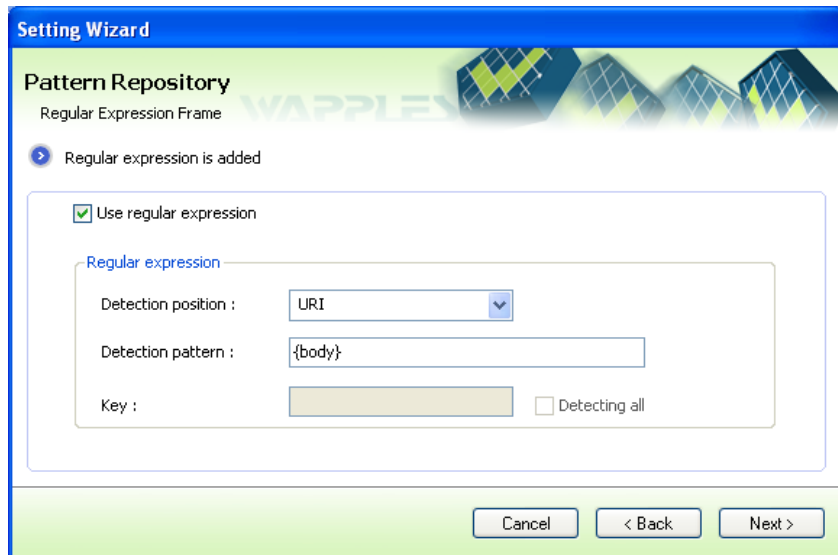 Setting Wizard
Pattern Repository
Regular Expression Frame
WAPPLES
Regular expression is added
Use regular expression
Regular expression
Detection position :
URI
Detection pattern :
{body}
Key :
Detecting all
Cancel
< Back
Next >